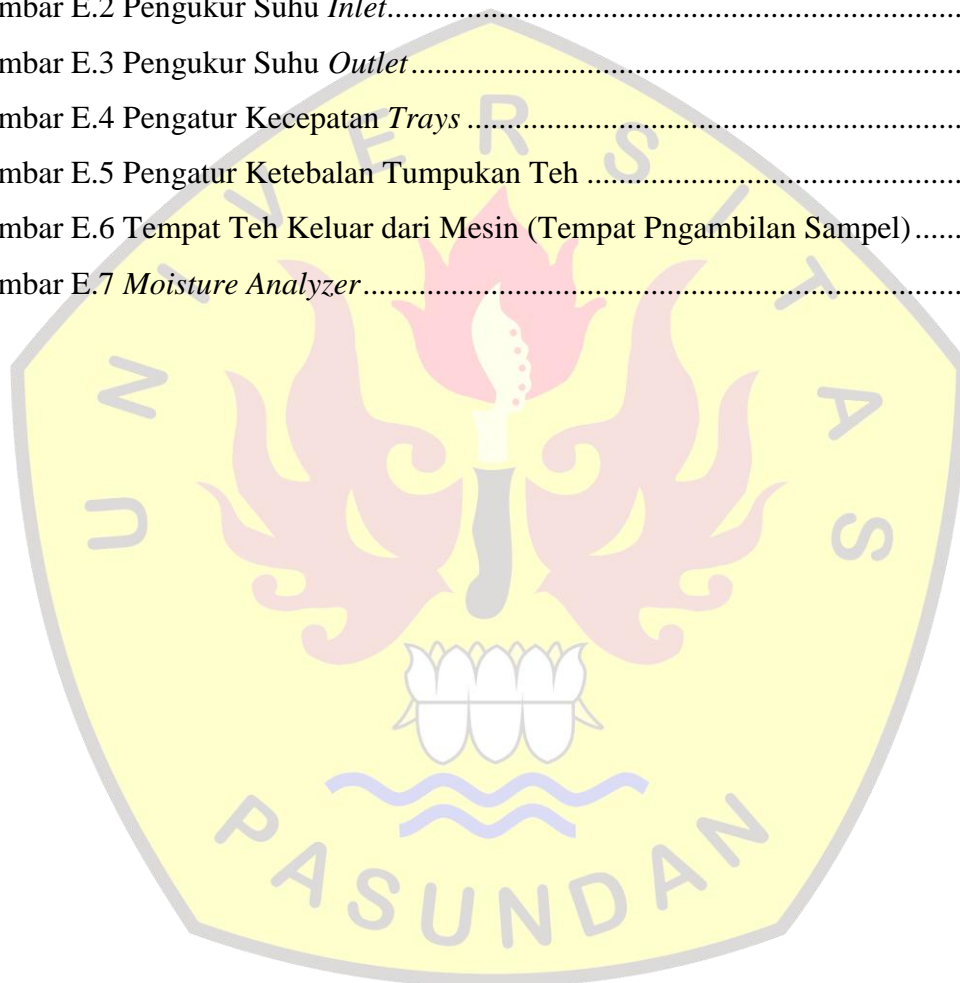 mbar E.2 Pengukur Suhu Inlet..........................................................................
mbar E.3 Pengukur Suhu Outlet......................................................................
mbar E.4 Pengatur Kecepatan Trays ...............................................................
mbar E.5 Pengatur Ketebalan Tumpukan Teh ................................................
mbar E.6 Tempat Teh Keluar dari Mesin (Tempat Pngambilan Sampel)......
mbar E.7 Moisture Analyzer............................................................................
UNIVERSITAS
PASUNDAN